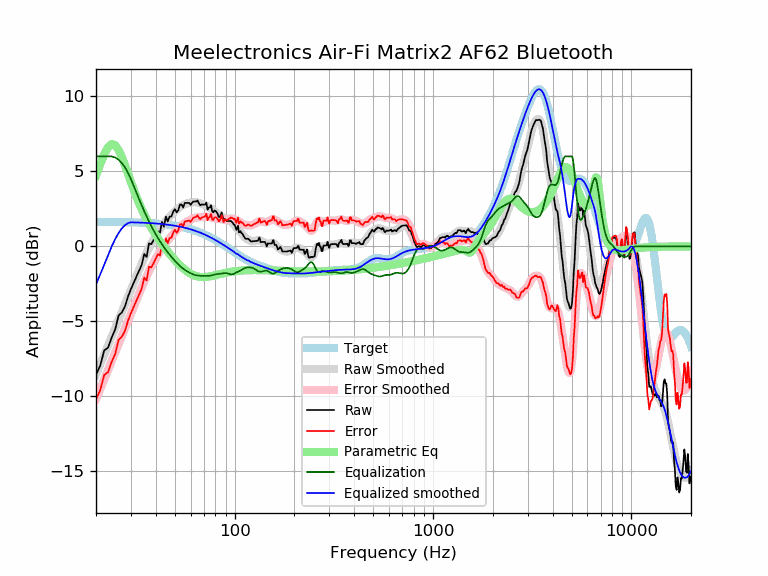 Meelectronics Air-Fi Matrix2 AF62 Bluetooth
10
5
0
−5
−10
−15
Amplitude (dBr)
Target
Raw Smoothed
Error Smoothed
Raw
Error
Parametric Eq
Equalization
Equalized smoothed
100
1000
10000
Frequency (Hz)